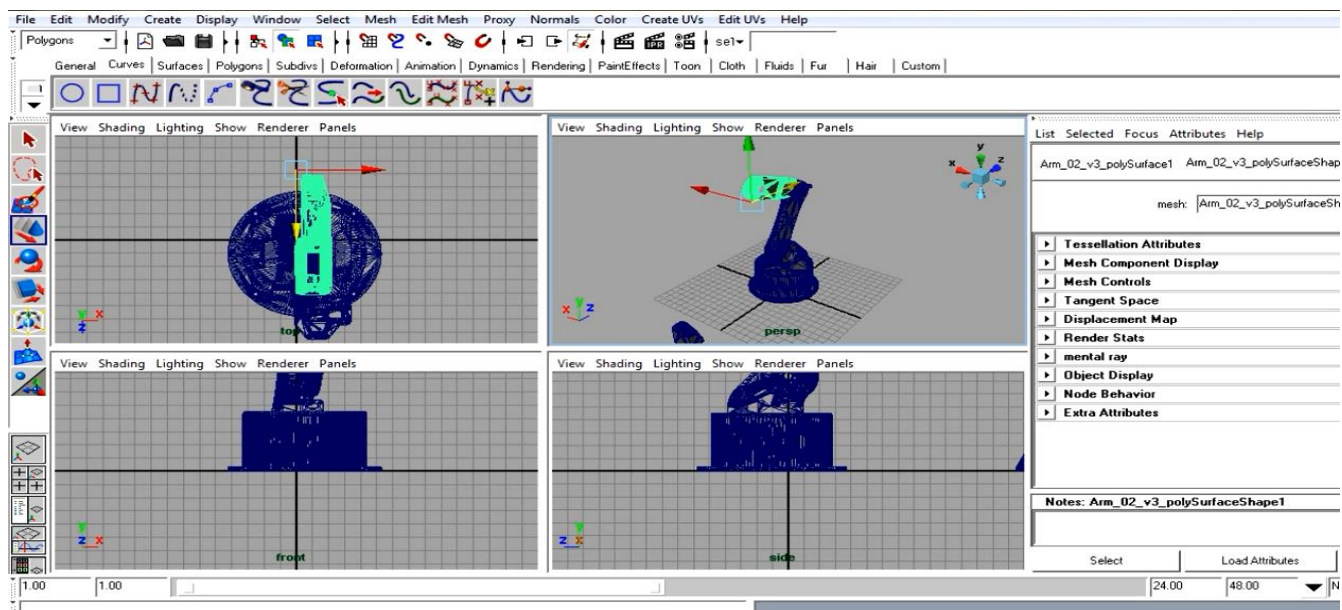 File Edit Modify Create Display Window Select Mesh Edit Mesh Proxy Normals Color Create UVs Edit UVs Help
Polygons IPR sel
General Curves Surfaces Polygons Subdivs Deformation Animation Dynamics Rendering PaintEffects Toon Cloth Fluids Fur Hair Custom
View Shading Lighting Show Renderer Panels
View Shading Lighting Show Renderer Panels
List Selected Focus Attributes Help
Arm_02_v3_polySurface1 Arm_02_v3_polySurfaceShap
mesh: Arm_02_v3_polySurfaceSh
Tessellation Attributes
Mesh Component Display
Mesh Controls
Tangent Space
Displacement Map
Render Stats
mental ray
Object Display
Node Behavior
Extra Attributes
y
x z
y x
z
top
y
x z
persp
View Shading Lighting Show Renderer Panels
View Shading Lighting Show Renderer Panels
y
z x
front
y
z x
side
Notes: Arm_02_v3_polySurfaceShape1
Select Load Attributes
1.00 1.00 24.00 48.00 N